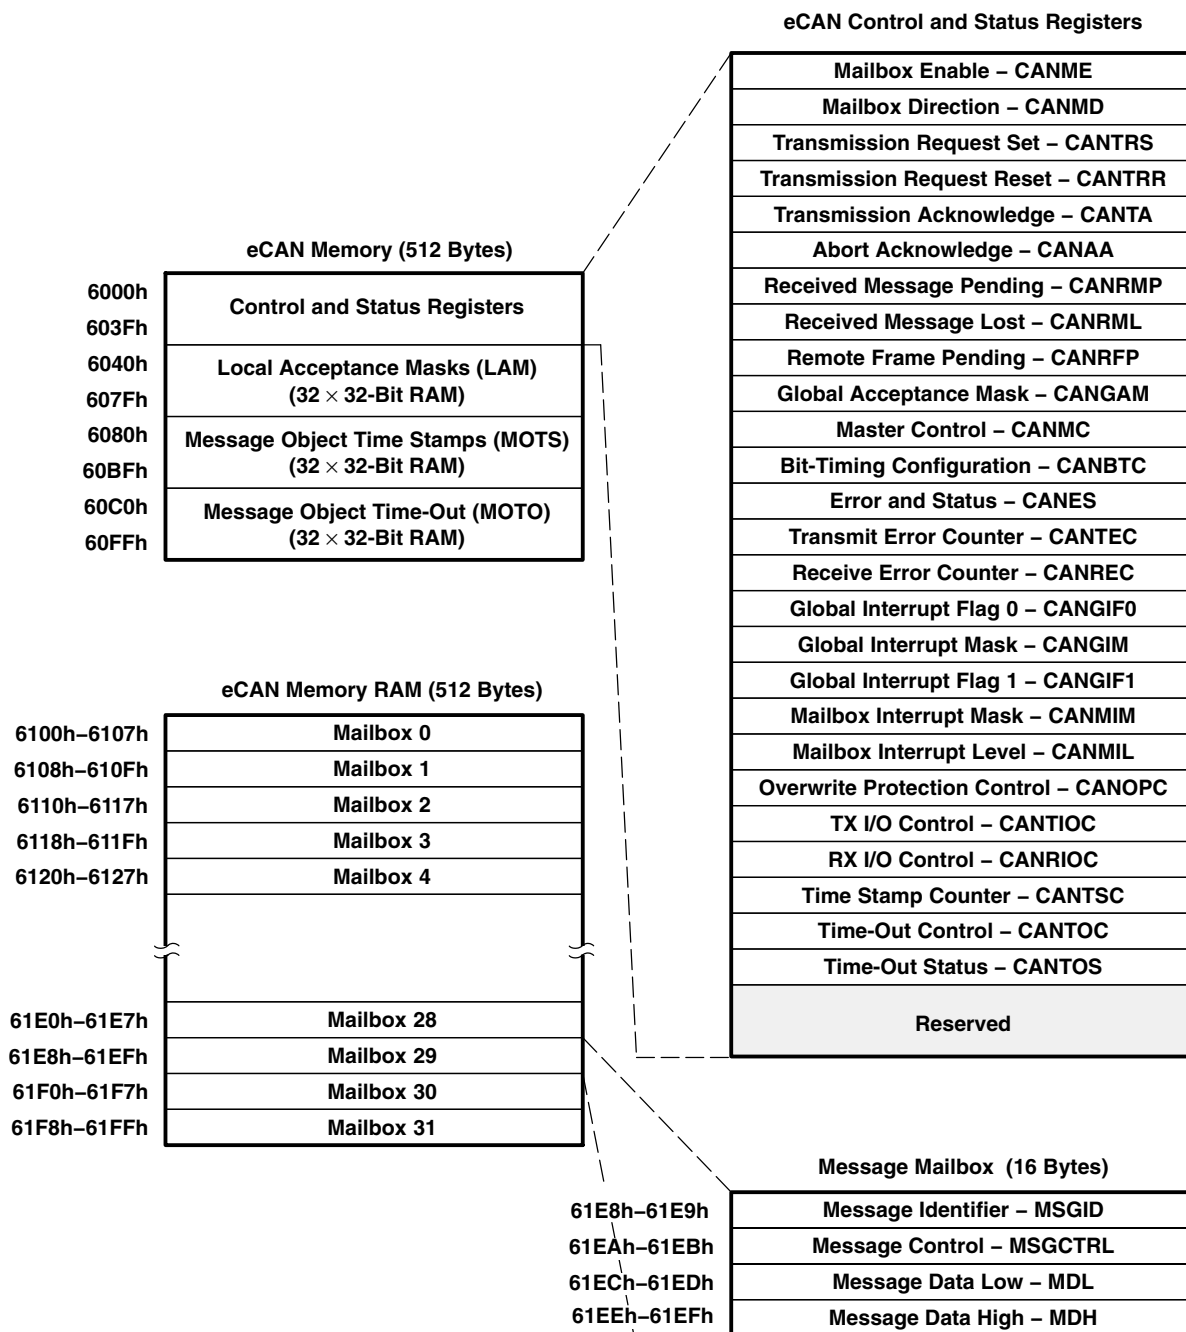 eCAN Control and Status Registers
Mailbox Enable – CANME
Mailbox Direction – CANMD
Transmission Request Set – CANTRS
Transmission Request Reset – CANTRR
Transmission Acknowledge – CANTA
Abort Acknowledge – CANAA
Received Message Pending – CANRMP
Received Message Lost – CANRML
Remote Frame Pending – CANRFP
Global Acceptance Mask – CANGAM
Master Control – CANMC
Bit-Timing Configuration – CANBTC
Error and Status – CANES
Transmit Error Counter – CANTEC
Receive Error Counter – CANREC
Global Interrupt Flag 0 – CANGIF0
Global Interrupt Mask – CANGIM
Global Interrupt Flag 1 – CANGIF1
Mailbox Interrupt Mask – CANMIM
Mailbox Interrupt Level – CANMIL
Overwrite Protection Control – CANOPC
TX I/O Control – CANTIOC
RX I/O Control – CANRIOC
Time Stamp Counter – CANTSC
Time-Out Control – CANTOC
Time-Out Status – CANTOS
Reserved
eCAN Memory (512 Bytes)
6000h
Control and Status Registers
603Fh
6040h
Local Acceptance Masks (LAM)
(32 × 32-Bit RAM)
607Fh
6080h
Message Object Time Stamps (MOTS)
(32 × 32-Bit RAM)
60BFh
60C0h
Message Object Time-Out (MOTO)
(32 × 32-Bit RAM)
60FFh
eCAN Memory RAM (512 Bytes)
6100h–6107h Mailbox 0
6108h–610Fh Mailbox 1
6110h–6117h Mailbox 2
6118h–611Fh Mailbox 3
6120h–6127h Mailbox 4
61E0h–61E7h Mailbox 28
61E8h–61EFh Mailbox 29
61F0h–61F7h Mailbox 30
61F8h–61FFh Mailbox 31
Message Mailbox (16 Bytes)
61E8h–61E9h Message Identifier – MSGID
61EAh–61EBh Message Control – MSGCTRL
61ECh–61EDh Message Data Low – MDL
61EEh–61EFh Message Data High – MDH